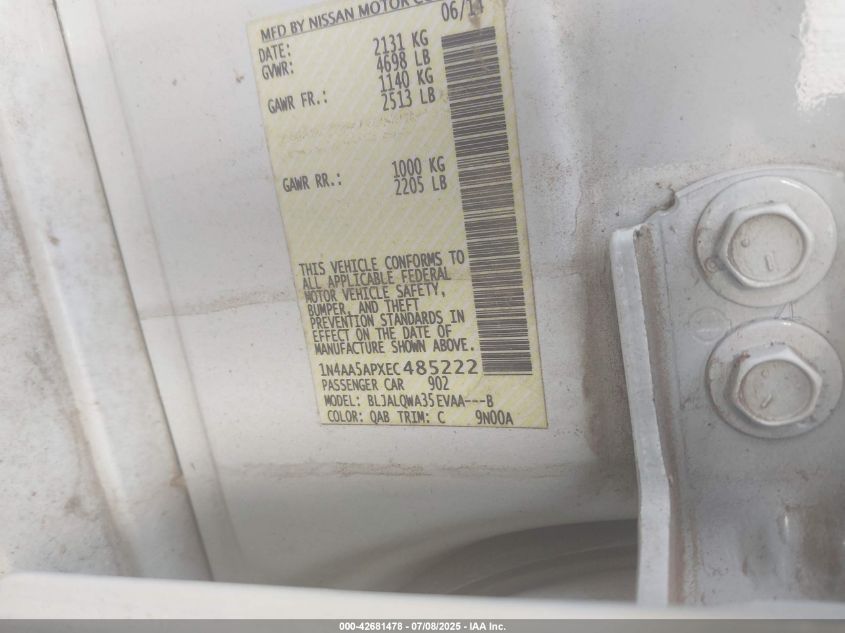 MFD BY NISSAN MOTOR CO
DATE: 06/14
GVWR: 2131 KG
4698 LB
GAWR FR.: 1140 KG
2513 LB
GAWR RR.: 1000 KG
2205 LB
THIS VEHICLE CONFORMS TO
ALL APPLICABLE FEDERAL
MOTOR VEHICLE SAFETY,
BUMPER, AND THEFT
PREVENTION STANDARDS IN
EFFECT ON THE DATE OF
MANUFACTURE SHOWN ABOVE.
1N4AA5APXEC485222
PASSENGER CAR 902
MODEL: BLJALQWA35EVAA---B
COLOR: QAB TRIM: C 9N00A
000-42681478 - 07/08/2025 - IAA Inc.